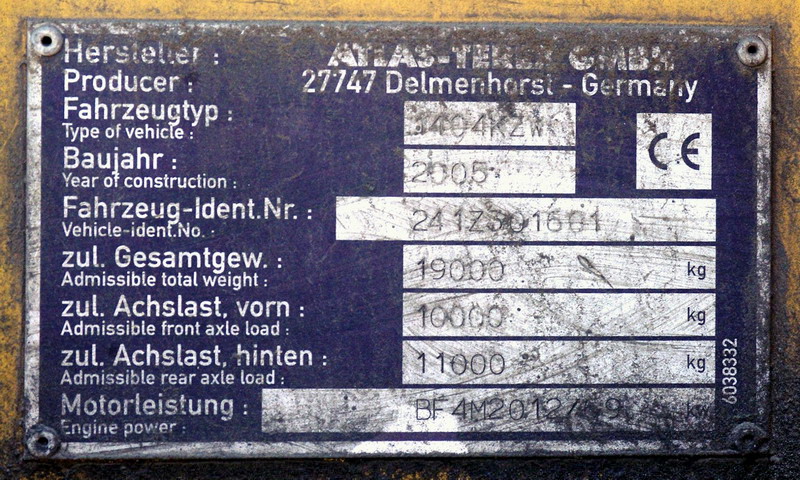 Hersteller : ATLAS-TEREX GMBH
Producer : 27747 Delmenhorst - Germany
Fahrzeugtyp : 1404KZW
Type of vehicle :
CE
Baujahr : 2005
Year of construction :
Fahrzeug-Ident.Nr. :
Vehicle-ident.No. :
zul. Gesamtgew. : 19000 kg
Admissible total weight :
zul. Achslast, vorn : 10000 kg
Admissible front axle load :
zul. Achslast, hinten : 11000 kg
Admissible rear axle load :
Motorleistung : kw
Engine power :
6038332